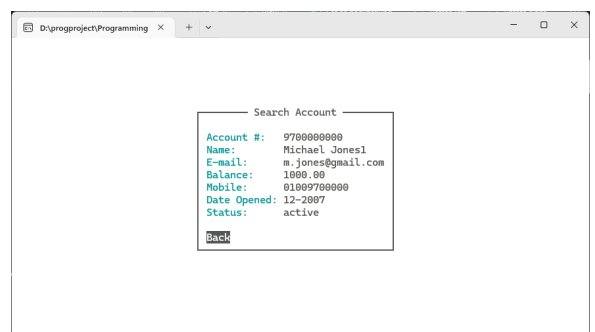 D:\progproject\Programming
Search Account
Account #: 9700000000
Name: Michael Jones1
E-mail: m.jones@gmail.com
Balance: 1000.00
Mobile: 01009700000
Date Opened: 12-2007
Status: active
Back